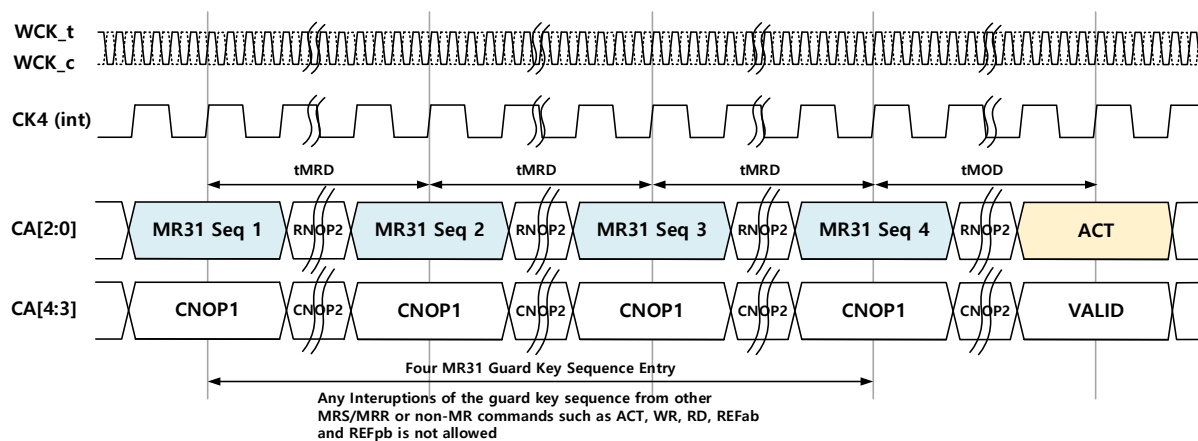 WCK_t
WCK_c
CK4 (int)
tMRD tMRD tMRD tMOD
CA[2:0] MR31 Seq 1 RNOP2 MR31 Seq 2 RNOP2 MR31 Seq 3 RNOP2 MR31 Seq 4 RNOP2 ACT
CA[4:3] CNOP1 CNOP2 CNOP1 CNOP2 CNOP1 CNOP2 CNOP1 CNOP2 VALID
Four MR31 Guard Key Sequence Entry
Any Interuptions of the guard key sequence from other
MRS/MRR or non-MR commands such as ACT, WR, RD, REFab
and REFpb is not allowed